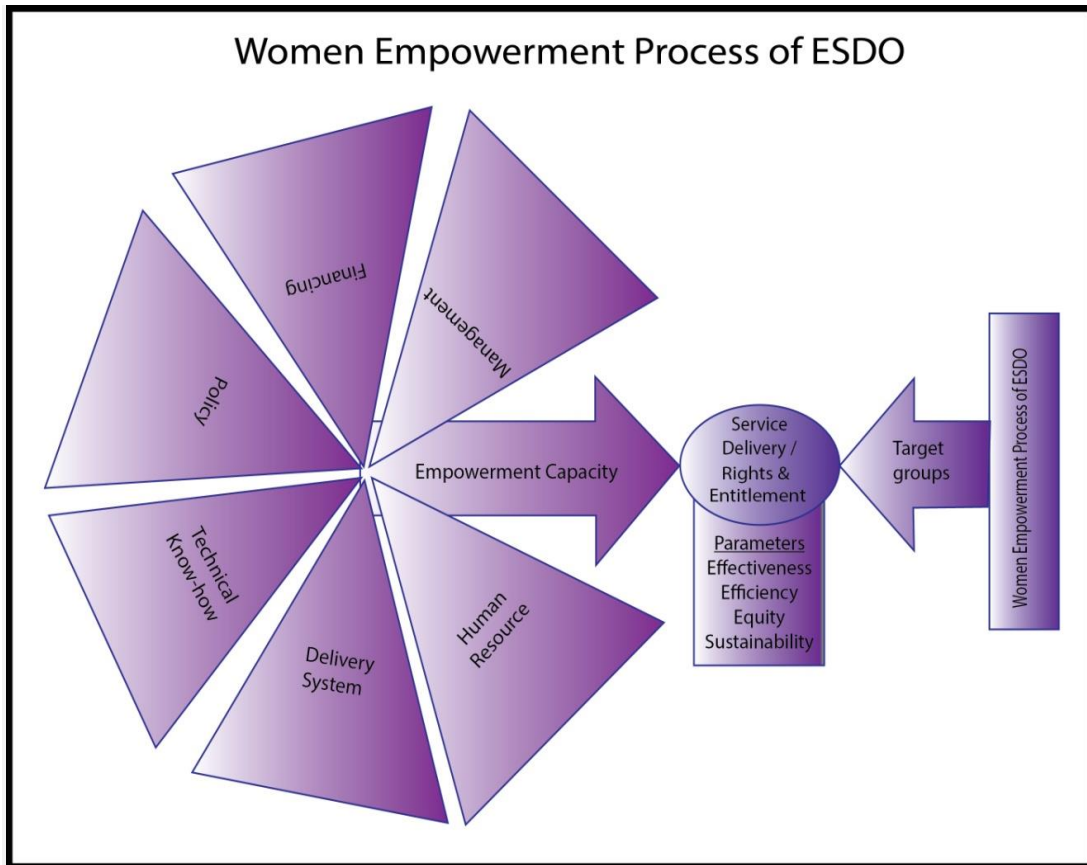 Women Empowerment Process of ESDO
Financing
Management
Policy
Technical
Know-how
Delivery
System
Human
Resource
Empowerment Capacity
Service
Delivery /
Rights &
Entitlement
Parameters
Effectiveness
Efficiency
Equity
Sustainability
Target
groups
Women Empowerment Process of ESDO